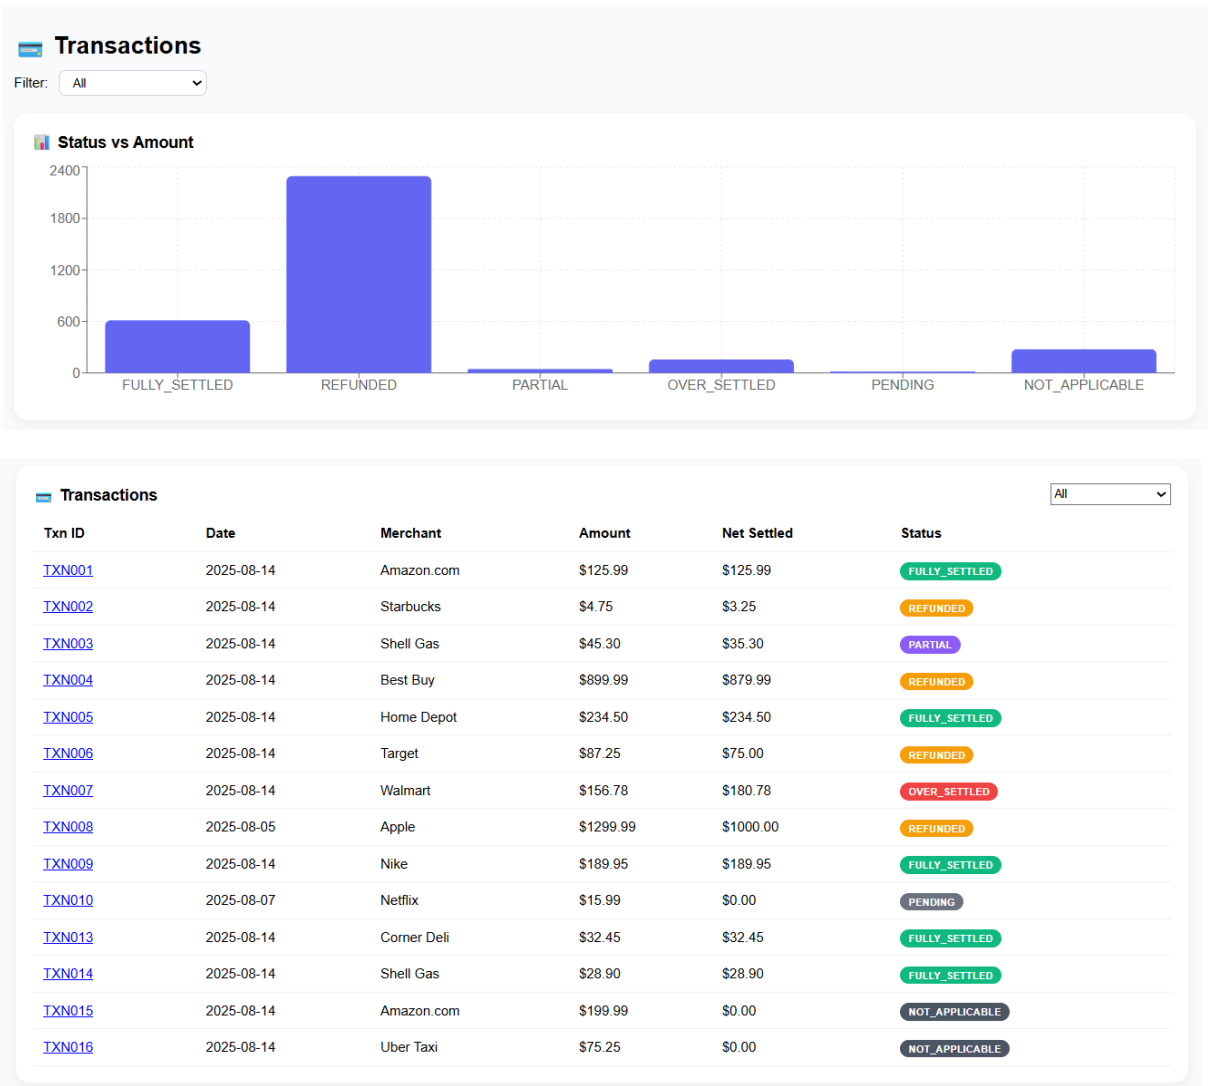 Transactions
Filter: All
Status vs Amount
2400
1800
1200
600
0
FULLY_SETTLED REFUNDED PARTIAL OVER_SETTLED PENDING NOT_APPLICABLE
Transactions All
Txn ID Date Merchant Amount Net Settled Status
TXN001 2025-08-14 Amazon.com $125.99 $125.99 FULLY_SETTLED
TXN002 2025-08-14 Starbucks $4.75 $3.25 REFUNDED
TXN003 2025-08-14 Shell Gas $45.30 $35.30 PARTIAL
TXN004 2025-08-14 Best Buy $899.99 $879.99 REFUNDED
TXN005 2025-08-14 Home Depot $234.50 $234.50 FULLY_SETTLED
TXN006 2025-08-14 Target $87.25 $75.00 REFUNDED
TXN007 2025-08-14 Walmart $156.78 $180.78 OVER_SETTLED
TXN008 2025-08-05 Apple $1299.99 $1000.00 REFUNDED
TXN009 2025-08-14 Nike $189.95 $189.95 FULLY_SETTLED
TXN010 2025-08-07 Netflix $15.99 $0.00 PENDING
TXN013 2025-08-14 Corner Deli $32.45 $32.45 FULLY_SETTLED
TXN014 2025-08-14 Shell Gas $28.90 $28.90 FULLY_SETTLED
TXN015 2025-08-14 Amazon.com $199.99 $0.00 NOT_APPLICABLE
TXN016 2025-08-14 Uber Taxi $75.25 $0.00 NOT_APPLICABLE